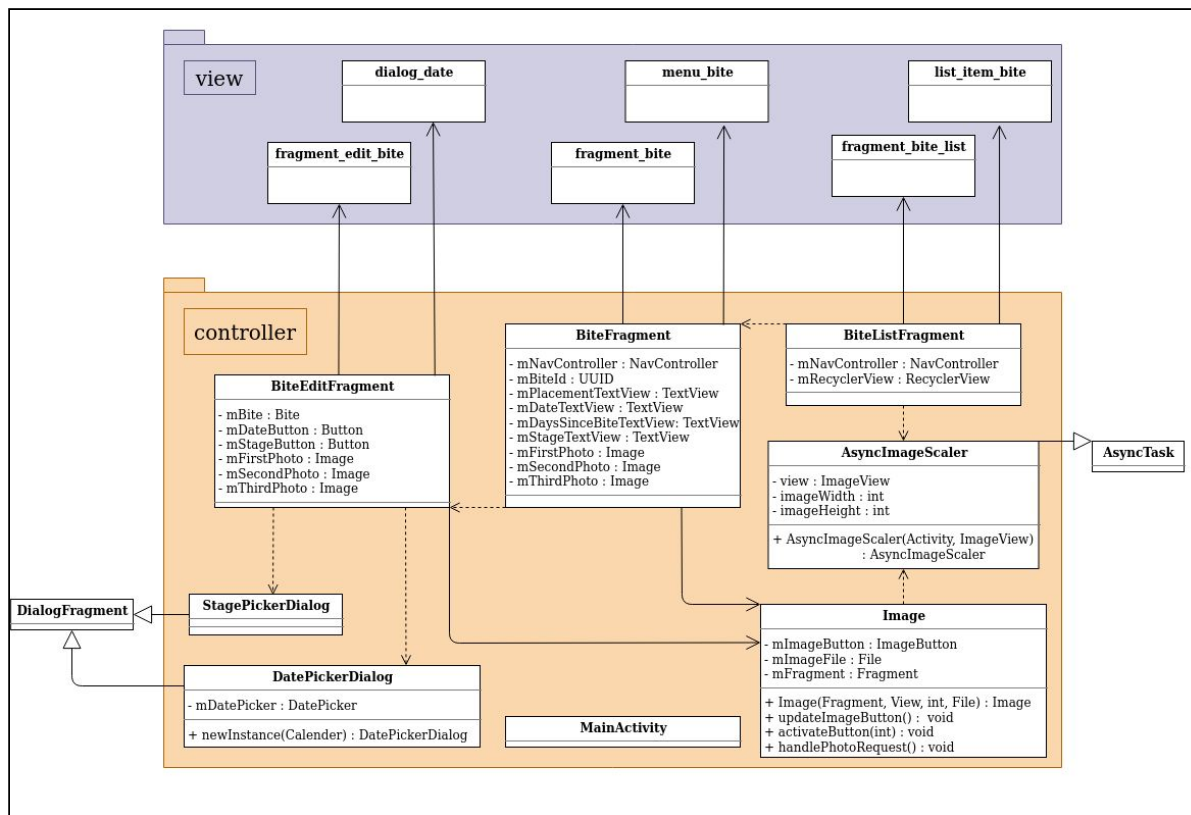 view
dialog_date
menu_bite
list_item_bite
fragment_edit_bite
fragment_bite
fragment_bite_list
controller
BiteEditFragment
- mBite : Bite
- mDateButton : Button
- mStageButton : Button
- mFirstPhoto : Image
- mSecondPhoto : Image
- mThirdPhoto : Image
BiteFragment
- mNavController : NavController
- mBiteId : UUID
- mPlacementTextView : TextView
- mDateTextView : TextView
- mDaysSinceBiteTextView: TextView
- mStageTextView : TextView
- mFirstPhoto : Image
- mSecondPhoto : Image
- mThirdPhoto : Image
BiteListFragment
- mNavController : NavController
- mRecyclerView : RecyclerView
AsyncImageScaler
- view : ImageView
- imageWidth : int
- imageHeight : int
+ AsyncImageScaler(Activity, ImageView)
: AsyncImageScaler
AsyncTask
DialogFragment
StagePickerDialog
DatePickerDialog
- mDatePicker : DatePicker
+ newInstance(Calender) : DatePickerDialog
MainActivity
Image
- mImageButton : ImageButton
- mImageFile : File
- mFragment : Fragment
+ Image(Fragment, View, int, File) : Image
+ updateImageButton() : void
+ activateButton(int) : void
+ handlePhotoRequest() : void